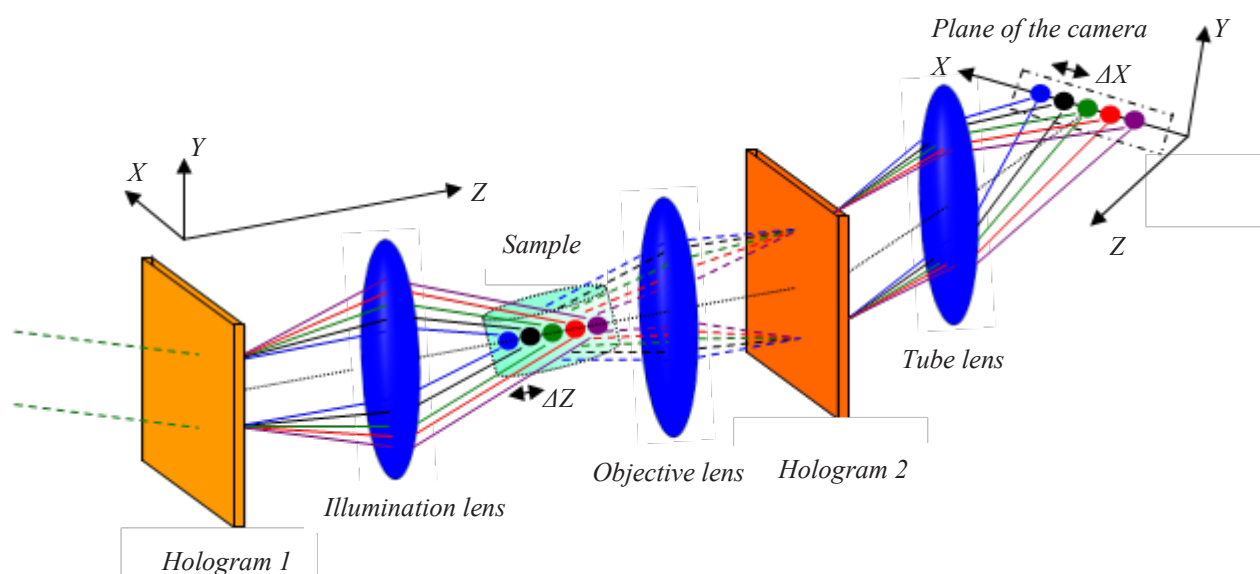 Plane of the camera
Y
X
ΔX
Z
Y
X
Z
Sample
ΔZ
Tube lens
Objective lens
Hologram 2
Illumination lens
Hologram 1